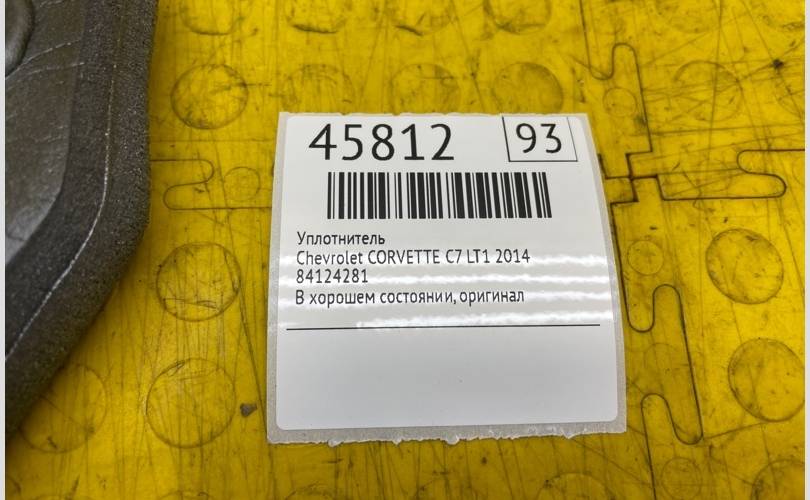 45812 93
Уплотнитель
Chevrolet CORVETTE C7 LT1 2014
84124281
В хорошем состоянии, оригинал